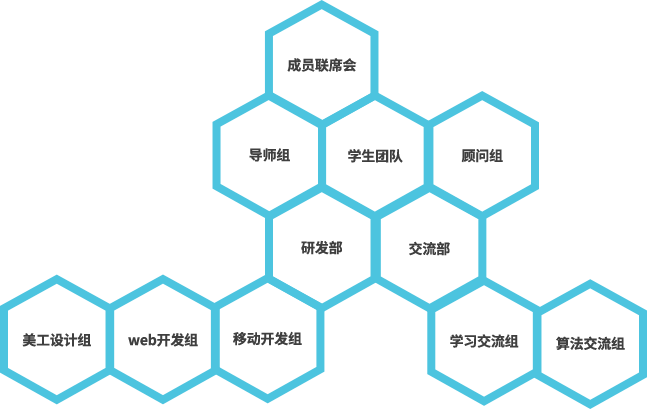 成员联席会
导师组
学生团队
顾问组
研发部
交流部
美工设计组
web开发组
移动开发组
学习交流组
算法交流组